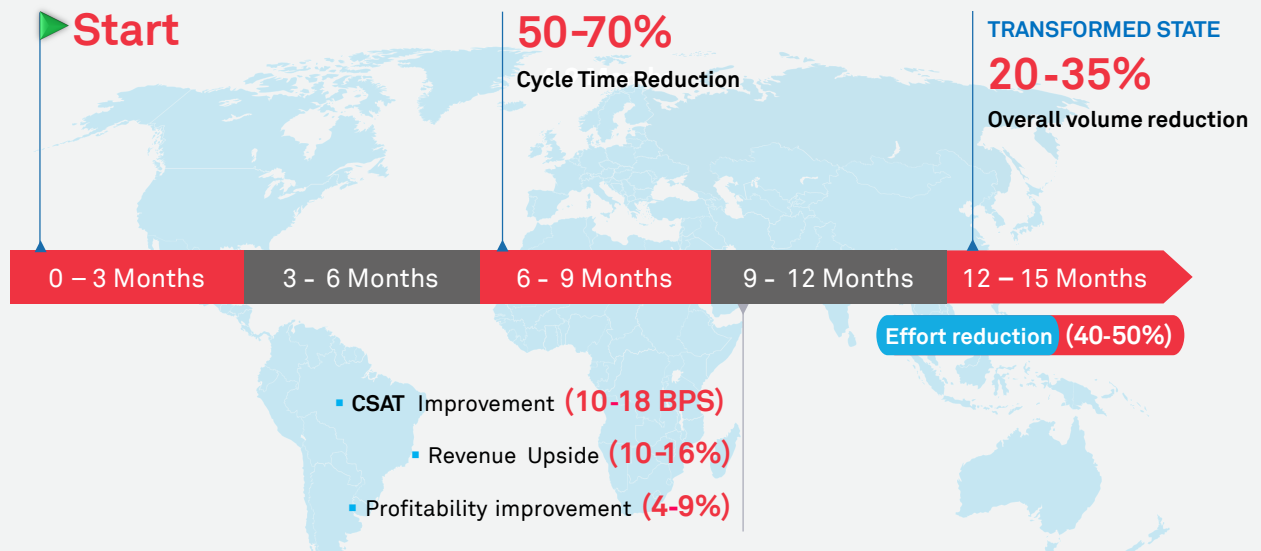 Start
50-70%
Cycle Time Reduction
TRANSFORMED STATE
20-35%
Overall volume reduction
0 – 3 Months
3 - 6 Months
6 - 9 Months
9 - 12 Months
12 – 15 Months
Effort reduction (40-50%)
CSAT Improvement (10-18 BPS)
Revenue Upside (10-16%)
Profitability improvement (4-9%)